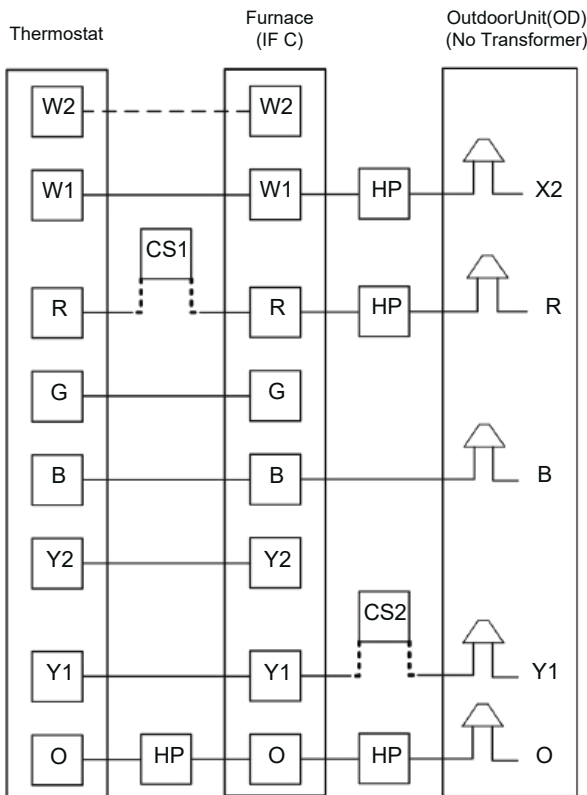 Thermostat
Furnace
(IF C)
OutdoorUnit(OD)
(No Transformer)
W2 W2
W1 W1 HP X2
CS1
R R HP R
G G
B B B
Y2 Y2
CS2
Y1 Y1 Y1
O HP O HP O